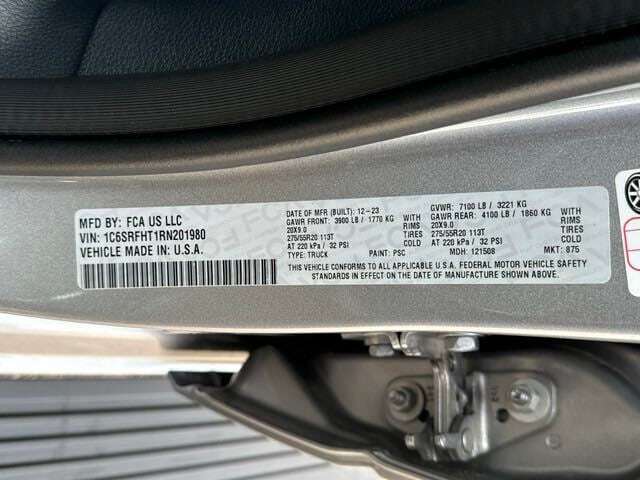 MFD BY: FCA US LLC
VIN: 1C6SRFHT1RN201980
VEHICLE MADE IN: U.S.A.
DATE OF MFR (BUILT): 12-23
GAWR FRONT: 3900 LB / 1770 KG
20X9.0
275/55R20 113T
TIRES
AT 220 kPa / 32 PSI COLD
TYPE: TRUCK
GVWR: 7100 LB / 3221 KG
GAWR REAR: 4100 LB / 1860 KG
20X9.0
275/55R20 113T
TIRES
AT 220 kPa / 32 PSI COLD
PAINT: PSC
MDH: 121508
MKT: 875
THIS VEHICLE CONFORMS TO ALL APPLICABLE U.S.A. FEDERAL MOTOR VEHICLE SAFETY
STANDARDS IN EFFECT ON THE DATE OF MANUFACTURE SHOWN ABOVE.